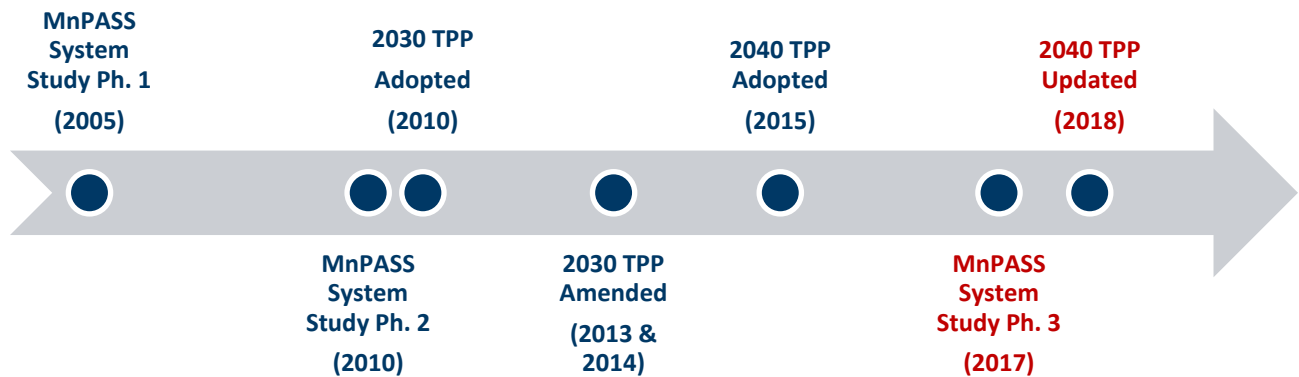 MnPASS
System
Study Ph. 1
(2005)
2030 TPP
Adopted
(2010)
2040 TPP
Adopted
(2015)
2040 TPP
Updated
(2018)
MnPASS
System
Study Ph. 2
(2010)
2030 TPP
Amended
(2013 &
2014)
MnPASS
System
Study Ph. 3
(2017)